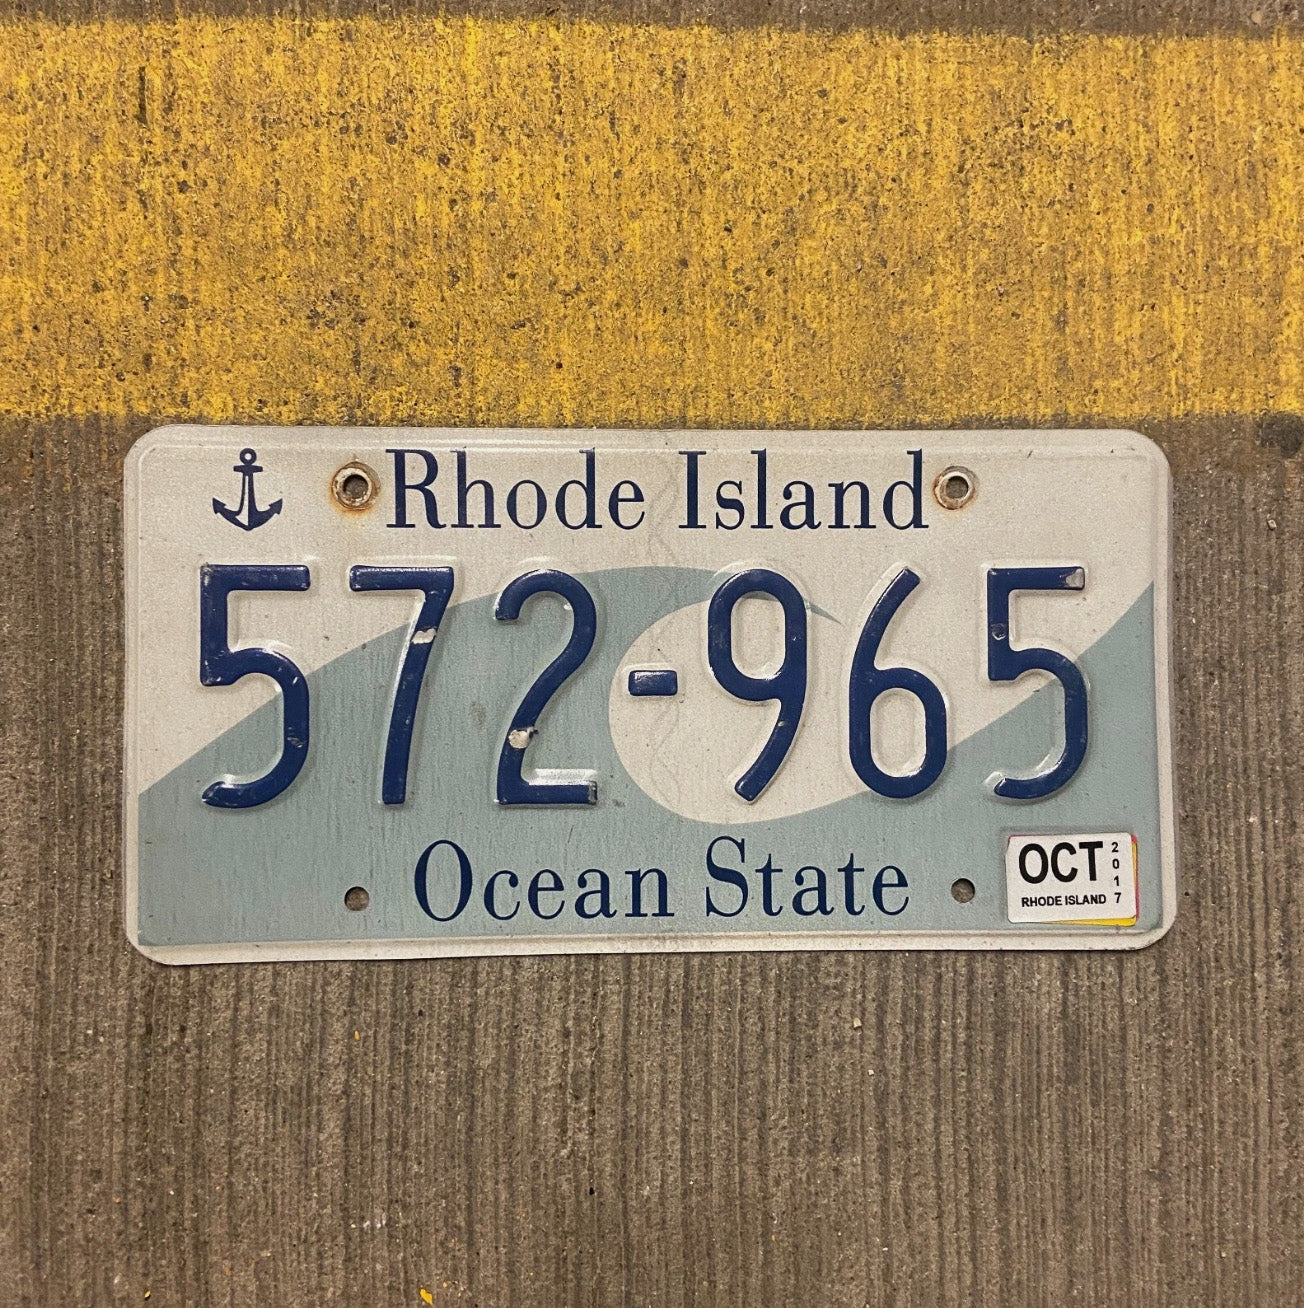 Rhode Island
572-965
Ocean State
OCT 2017
RHODE ISLAND